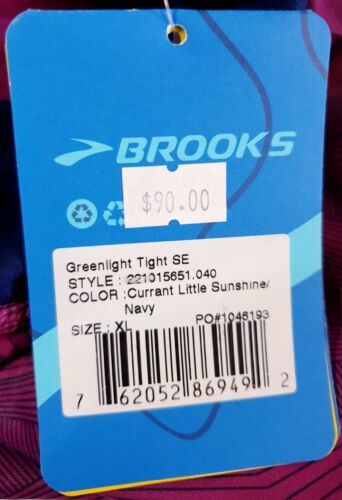 BROOKS
$90.00
Greenlight Tight SE
STYLE : 221015651.040
COLOR :Currant Little Sunshine/
Navy
SIZE : XL PO#1046193
7 62052 86949 2